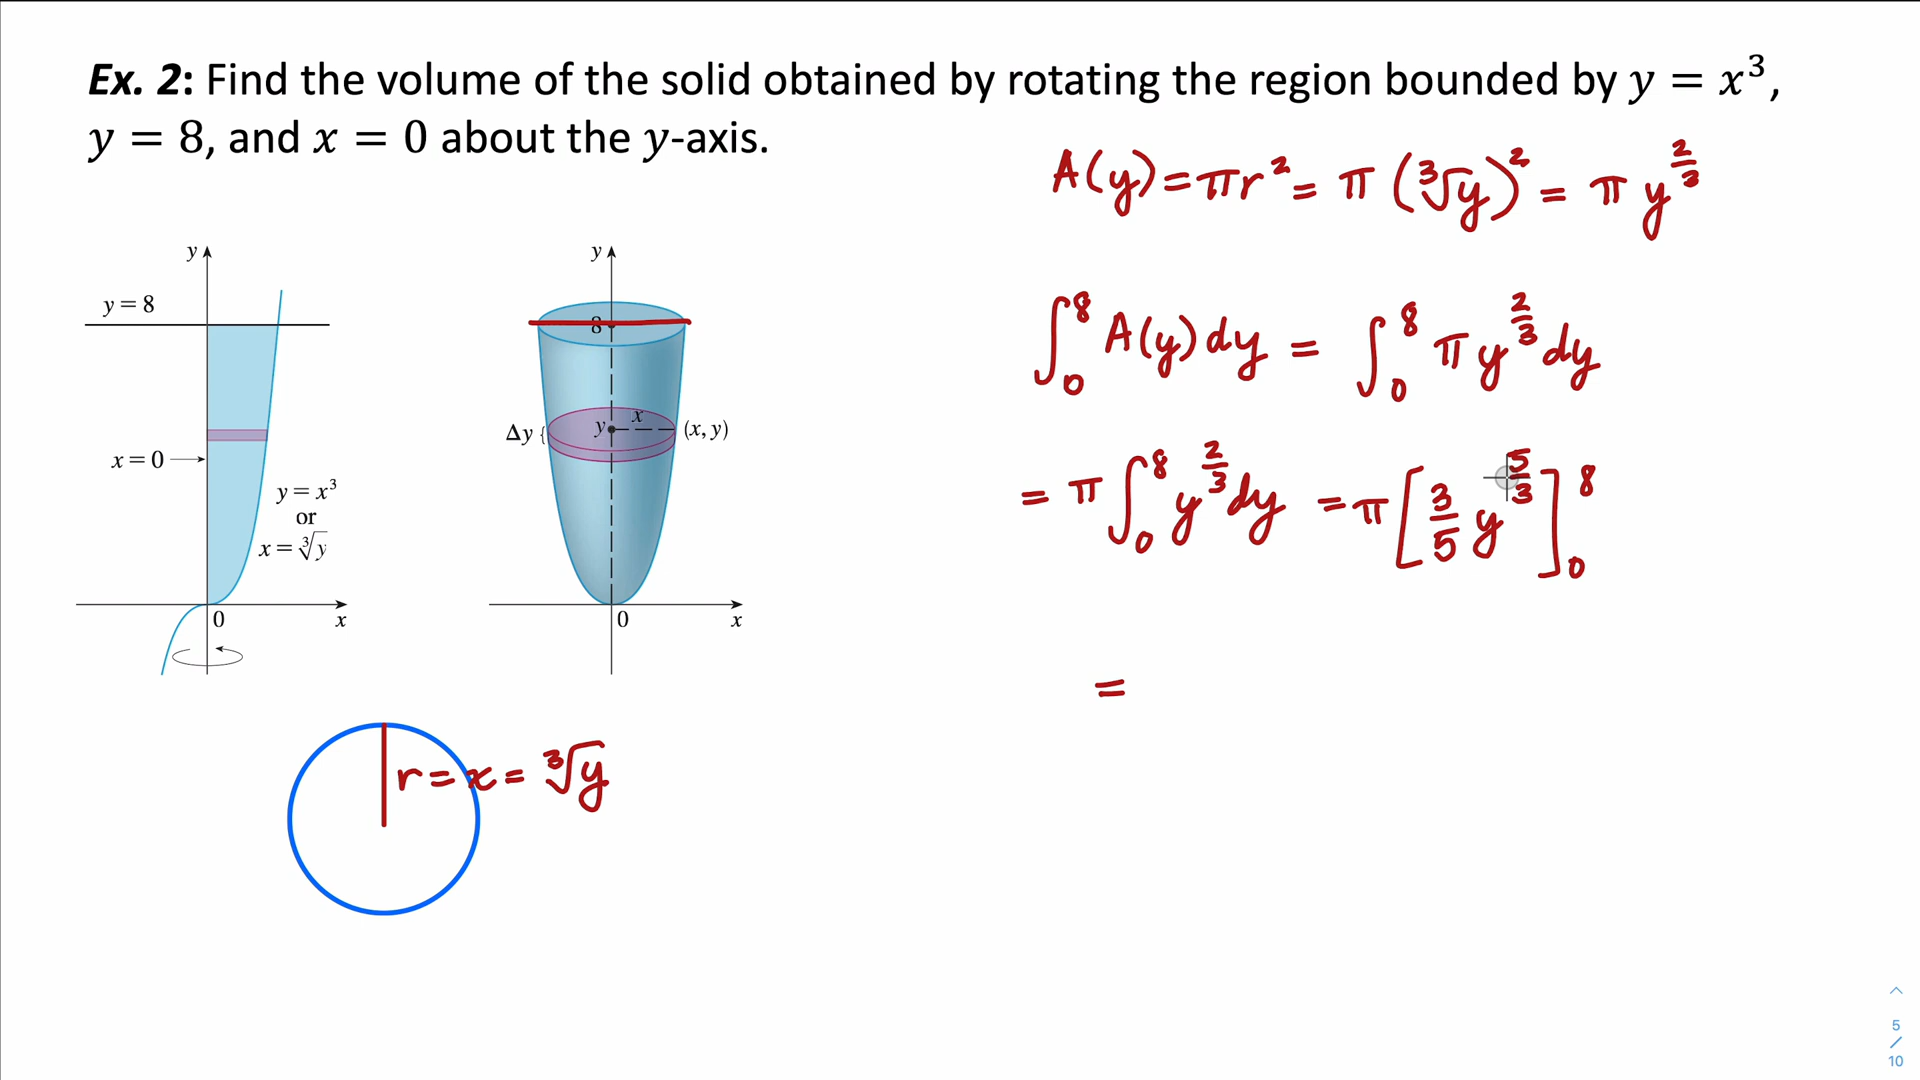 Ex. 2: Find the volume of the solid obtained by rotating the region bounded by y = x³,
y = 8, and x = 0 about the y-axis.
A(y) = πr² = π(∛y)² = πy^(2/3)
∫₀⁸ A(y)dy = ∫₀⁸ πy^(2/3) dy
= π∫₀⁸ y^(2/3) dy = π[3/5 y^(5/3)]₀⁸
=
y
y = 8
x = 0
y = x³
or
x = ∛y
0
x
y
8
Δy {
y
x
(x, y)
0
x
r = x = ∛y
5
/
10